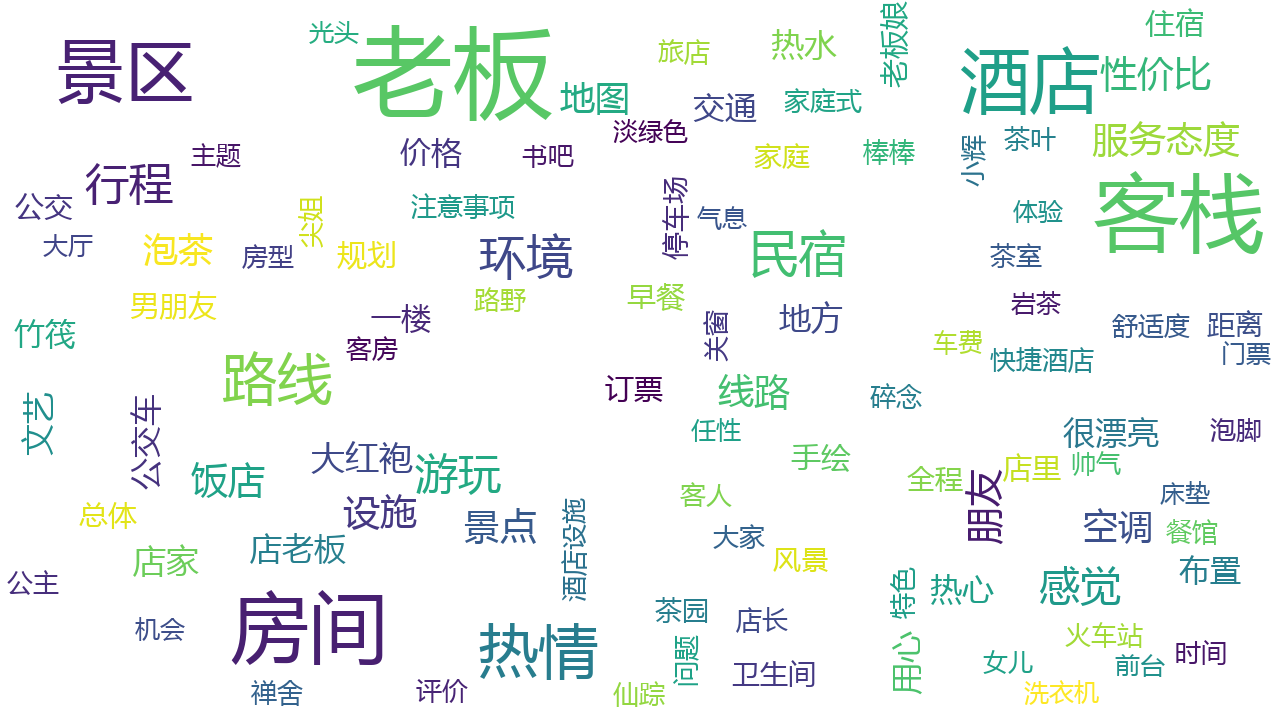 光头
老板
景区
旅店
热水
老板娘
酒店
住宿
性价比
地图
交通
家庭式
淡绿色
茶叶
服务态度
主题
价格
书吧
家庭
棒棒
小辉
行程
公交
尖姐
注意事项
停车场
气息
体验
客栈
大厅
泡茶
房型
规划
环境
民宿
茶室
男朋友
路野
早餐
岩茶
竹筏
一楼
客房
关窗
地方
车费
舒适度
距离
门票
快捷酒店
路线
订票
线路
碎念
文艺
公交车
任性
很漂亮
泡脚
大红袍
游玩
手绘
店里
帅气
饭店
全程
朋友
客人
床垫
设施
总体
景点
酒店设施
大家
空调
餐馆
店家
店老板
风景
布置
公主
热心
特色
感觉
房间
茶园
店长
机会
热情
问题
火车站
卫生间
用心
女儿
前台
时间
禅舍
评价
仙踪
洗衣机